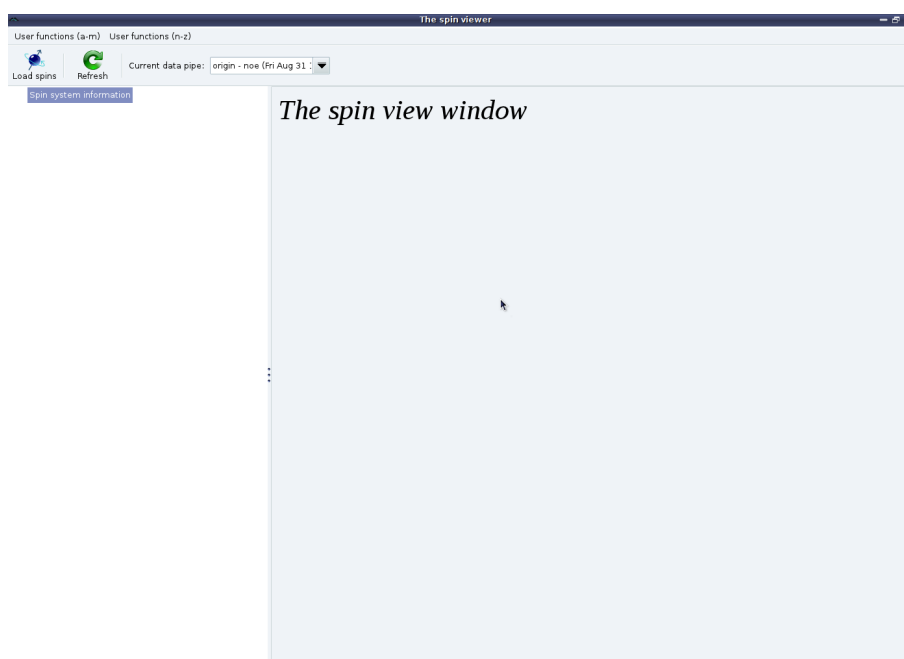 The spin viewer
User functions (a-m) User functions (n-z)
Load spins Refresh Current data pipe: origin - noe (Fri Aug 31
Spin system information
The spin view window